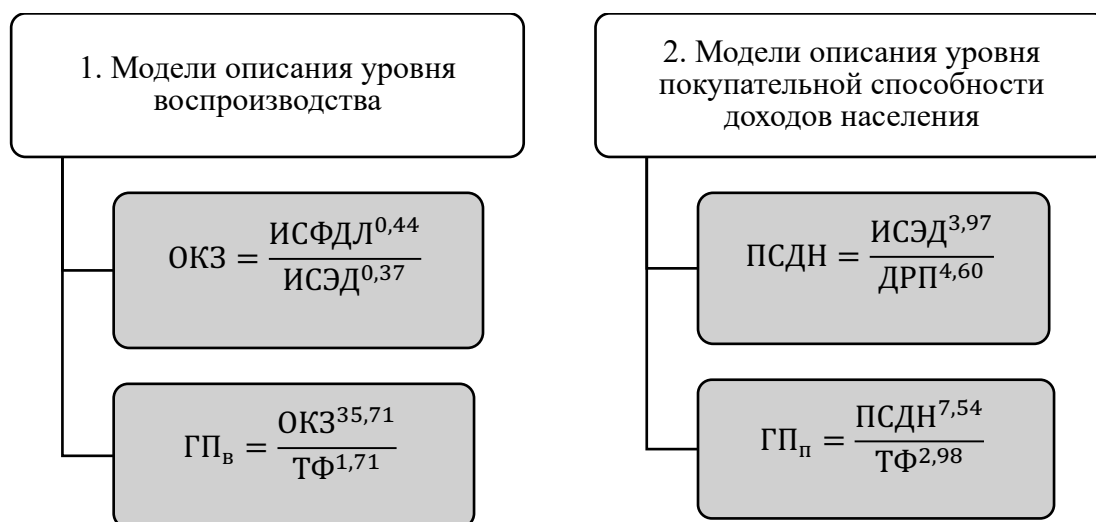 1. Модели описания уровня
воспроизводства
ОКЗ = ИСФДЛ^0,44 / ИСЭД^0,37
ГПв = ОКЗ^35,71 / ТФ^1,71
2. Модели описания уровня
покупательной способности
доходов населения
ПСДН = ИСЭД^3,97 / ДРП^4,60
ГПп = ПСДН^7,54 / ТФ^2,98